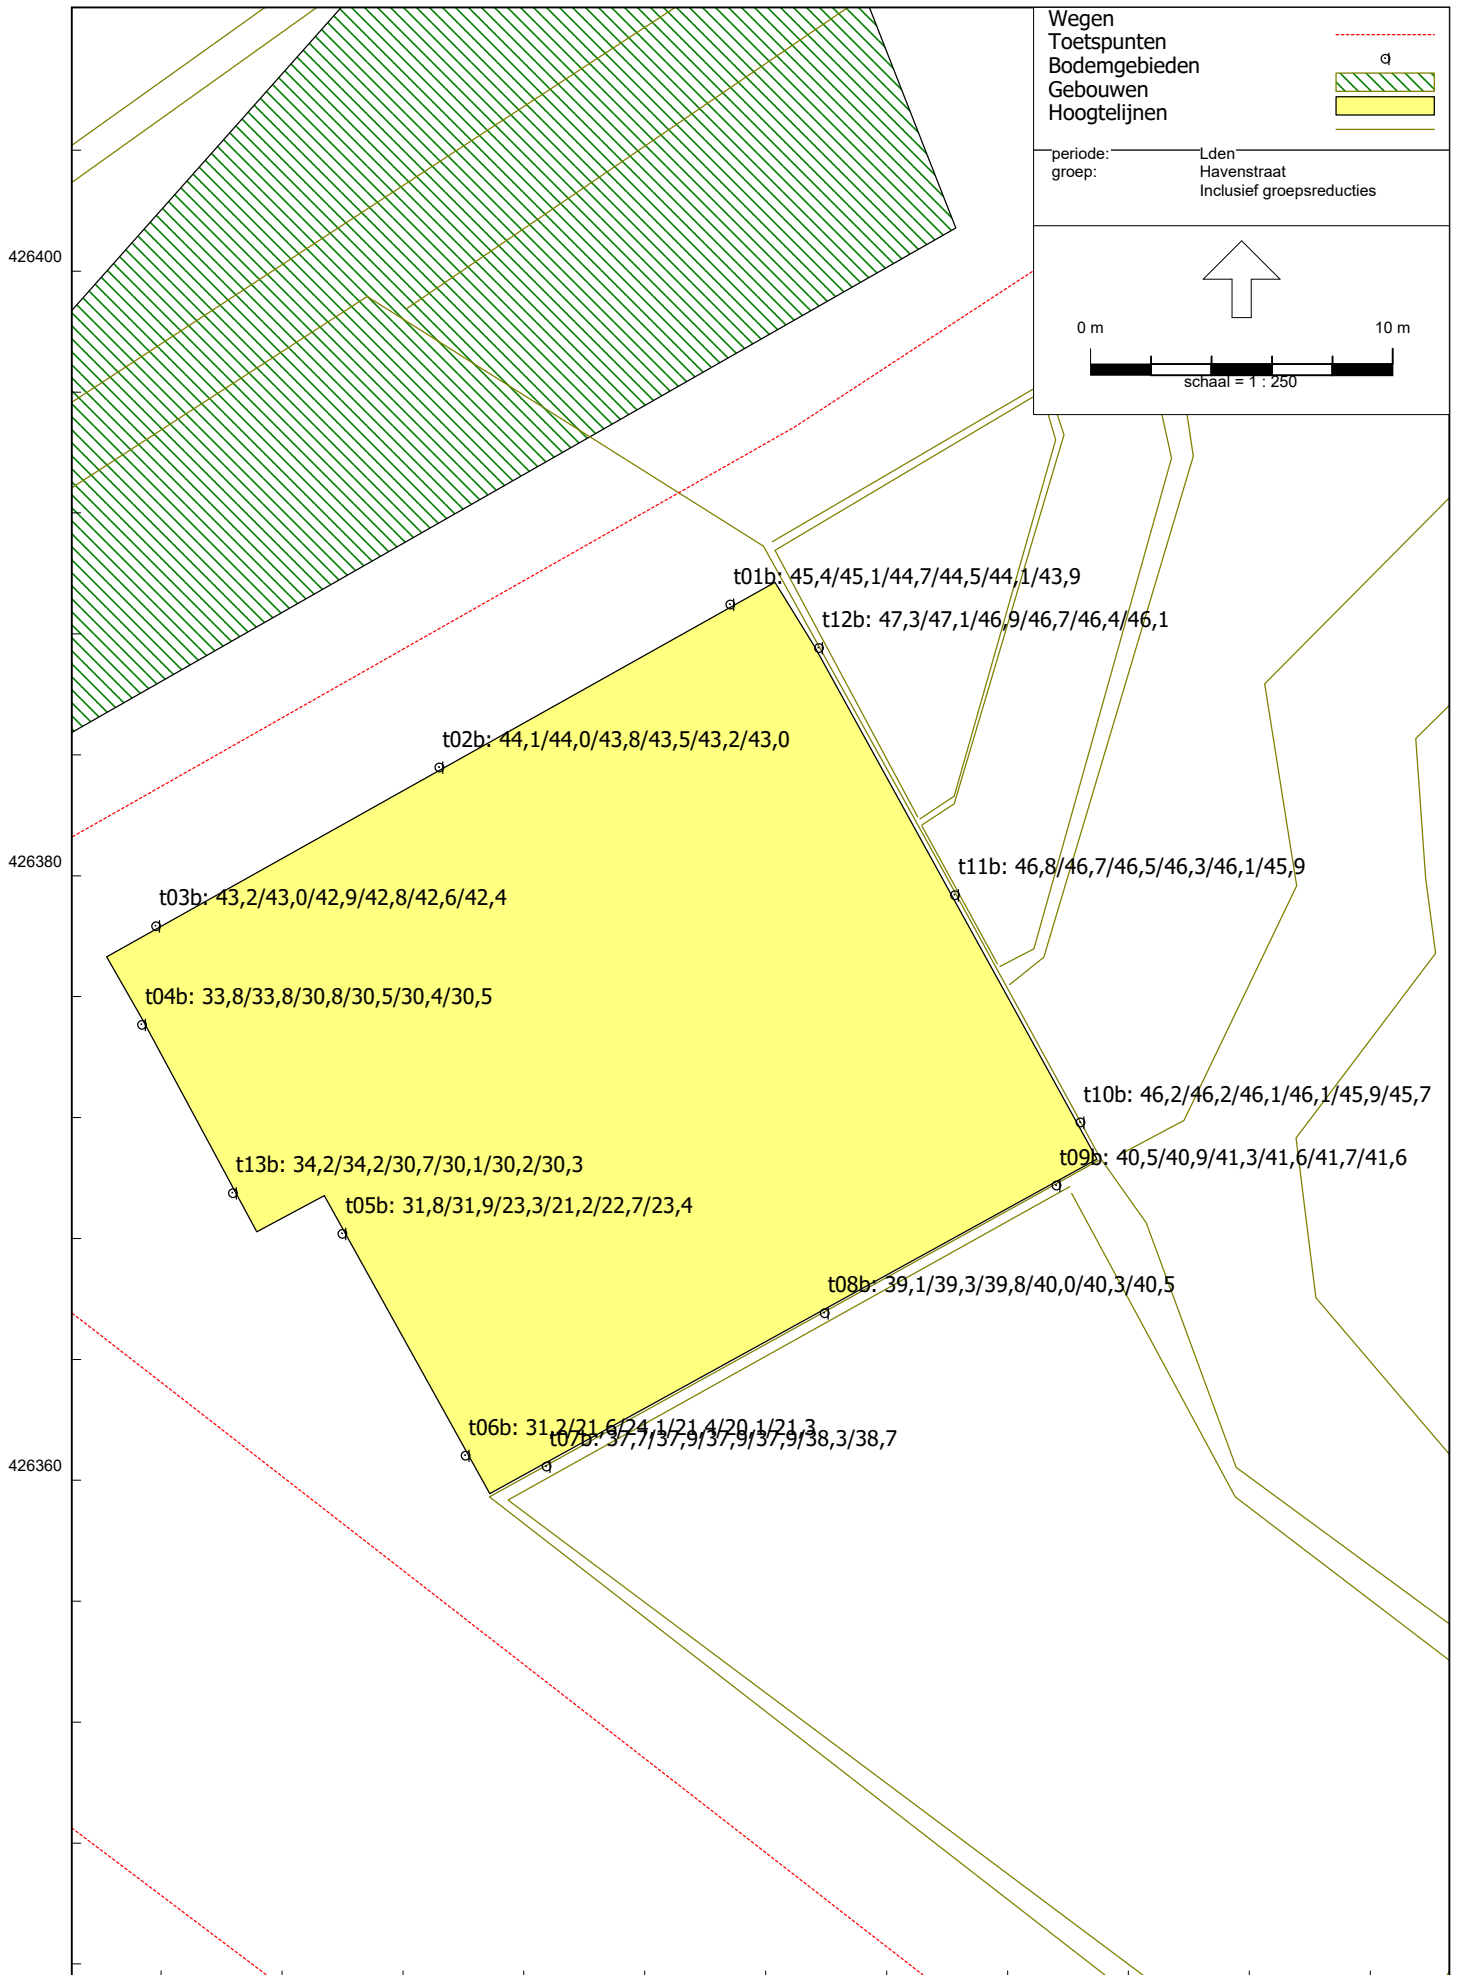 Wegen
Toetspunten
Bodemgebieden
Gebouwen
Hoogtelijnen
periode: Lden
groep: Havenstraat
Inclusief groepsreducties
0 m 10 m
schaal = 1 : 250
426400
426380
426360
t01b: 45,4/45,1/44,7/44,5/44,1/43,9
t12b: 47,3/47,1/46,9/46,7/46,4/46,1
t02b: 44,1/44,0/43,8/43,5/43,2/43,0
t11b: 46,8/46,7/46,5/46,3/46,1/45,9
t03b: 43,2/43,0/42,9/42,8/42,6/42,4
t04b: 33,8/33,8/30,8/30,5/30,4/30,5
t10b: 46,2/46,2/46,1/46,1/45,9/45,7
t09b: 40,5/40,9/41,3/41,6/41,7/41,6
t13b: 34,2/34,2/30,7/30,1/30,2/30,3
t05b: 31,8/31,9/23,3/21,2/22,7/23,4
t08b: 39,1/39,3/39,8/40,0/40,3/40,5
t06b: 31,2/21,6/24,1/21,4/20,1/21,3
t07b: 37,7/37,9/37,9/37,9/38,3/38,7